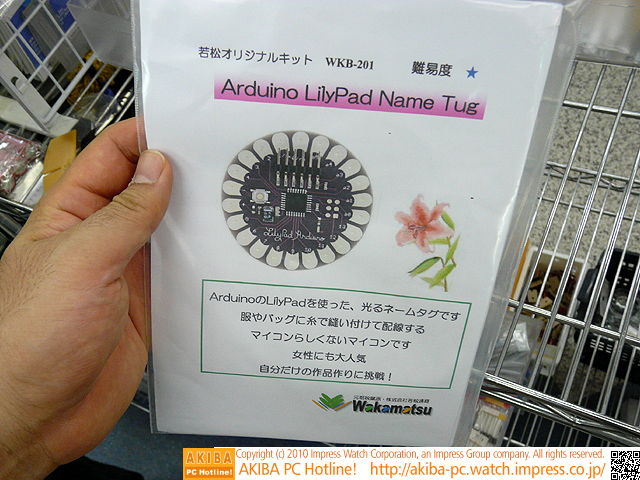 若松オリジナルキット WKB-201 難易度 ★
Arduino LilyPad Name Tug
LilyPad Arduino
ArduinoのLilyPadを使った、光るネームタグです
服やバッグに糸で縫い付けて配線する
マイコンらしくないマイコンです
女性にも大人気
自分だけの作品作りに挑戦！
Wakamatsu
AKIBA PC Hotline!
Copyright (c) 2010 Impress Watch Corporation, an Impress Group company. All rights reserved.
AKIBA PC Hotline! http://akiba-pc.watch.impress.co.jp/